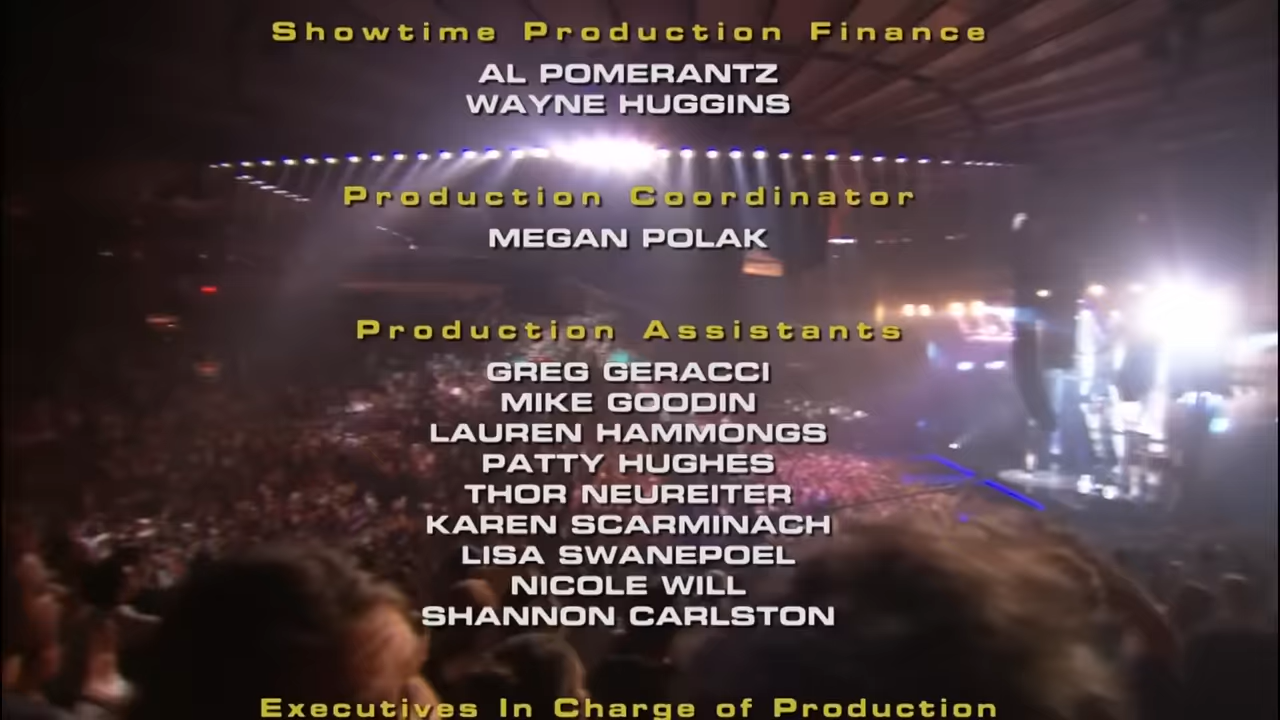 Showtime Production Finance
AL POMERANTZ
WAYNE HUGGINS
Production Coordinator
MEGAN POLAK
Production Assistants
GREG GERACCI
MIKE GOODIN
LAUREN HAMMONGS
PATTY HUGHES
THOR NEUREITER
KAREN SCARMINACH
LISA SWANEPOEL
NICOLE WILL
SHANNON CARLSTON
Executives In Charge of Production